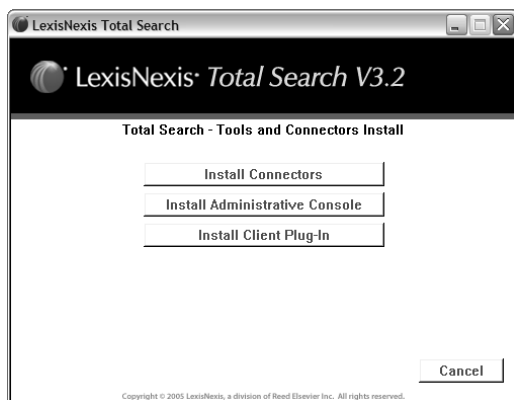 LexisNexis Total Search
LexisNexis® Total Search V3.2
Total Search - Tools and Connectors Install
Install Connectors
Install Administrative Console
Install Client Plug-In
Cancel
Copyright © 2005 LexisNexis, a division of Reed Elsevier Inc. All rights reserved.